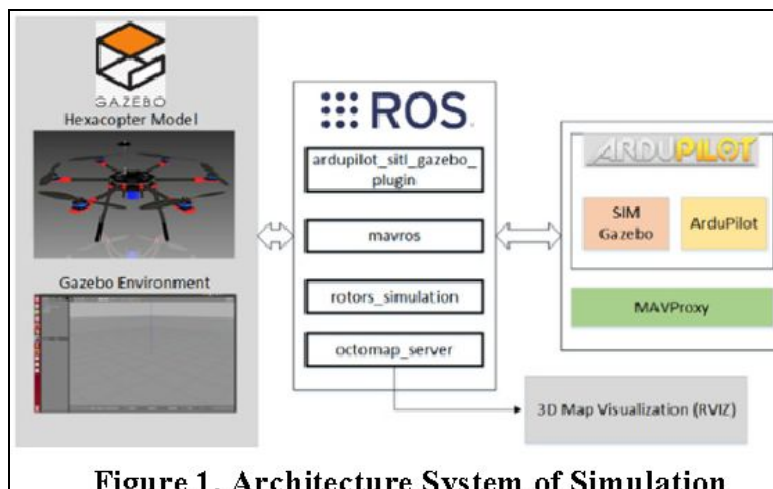 GAZEBO
Hexacopter Model
Gazebo Environment
ROS
ardupilot_sitl_gazebo_
plugin
mavros
rotors_simulation
octomap_server
ARDUPILOT
SIM
Gazebo
ArduPilot
MAVProxy
3D Map Visualization (RVIZ)
Figure 1. Architecture System of Simulation